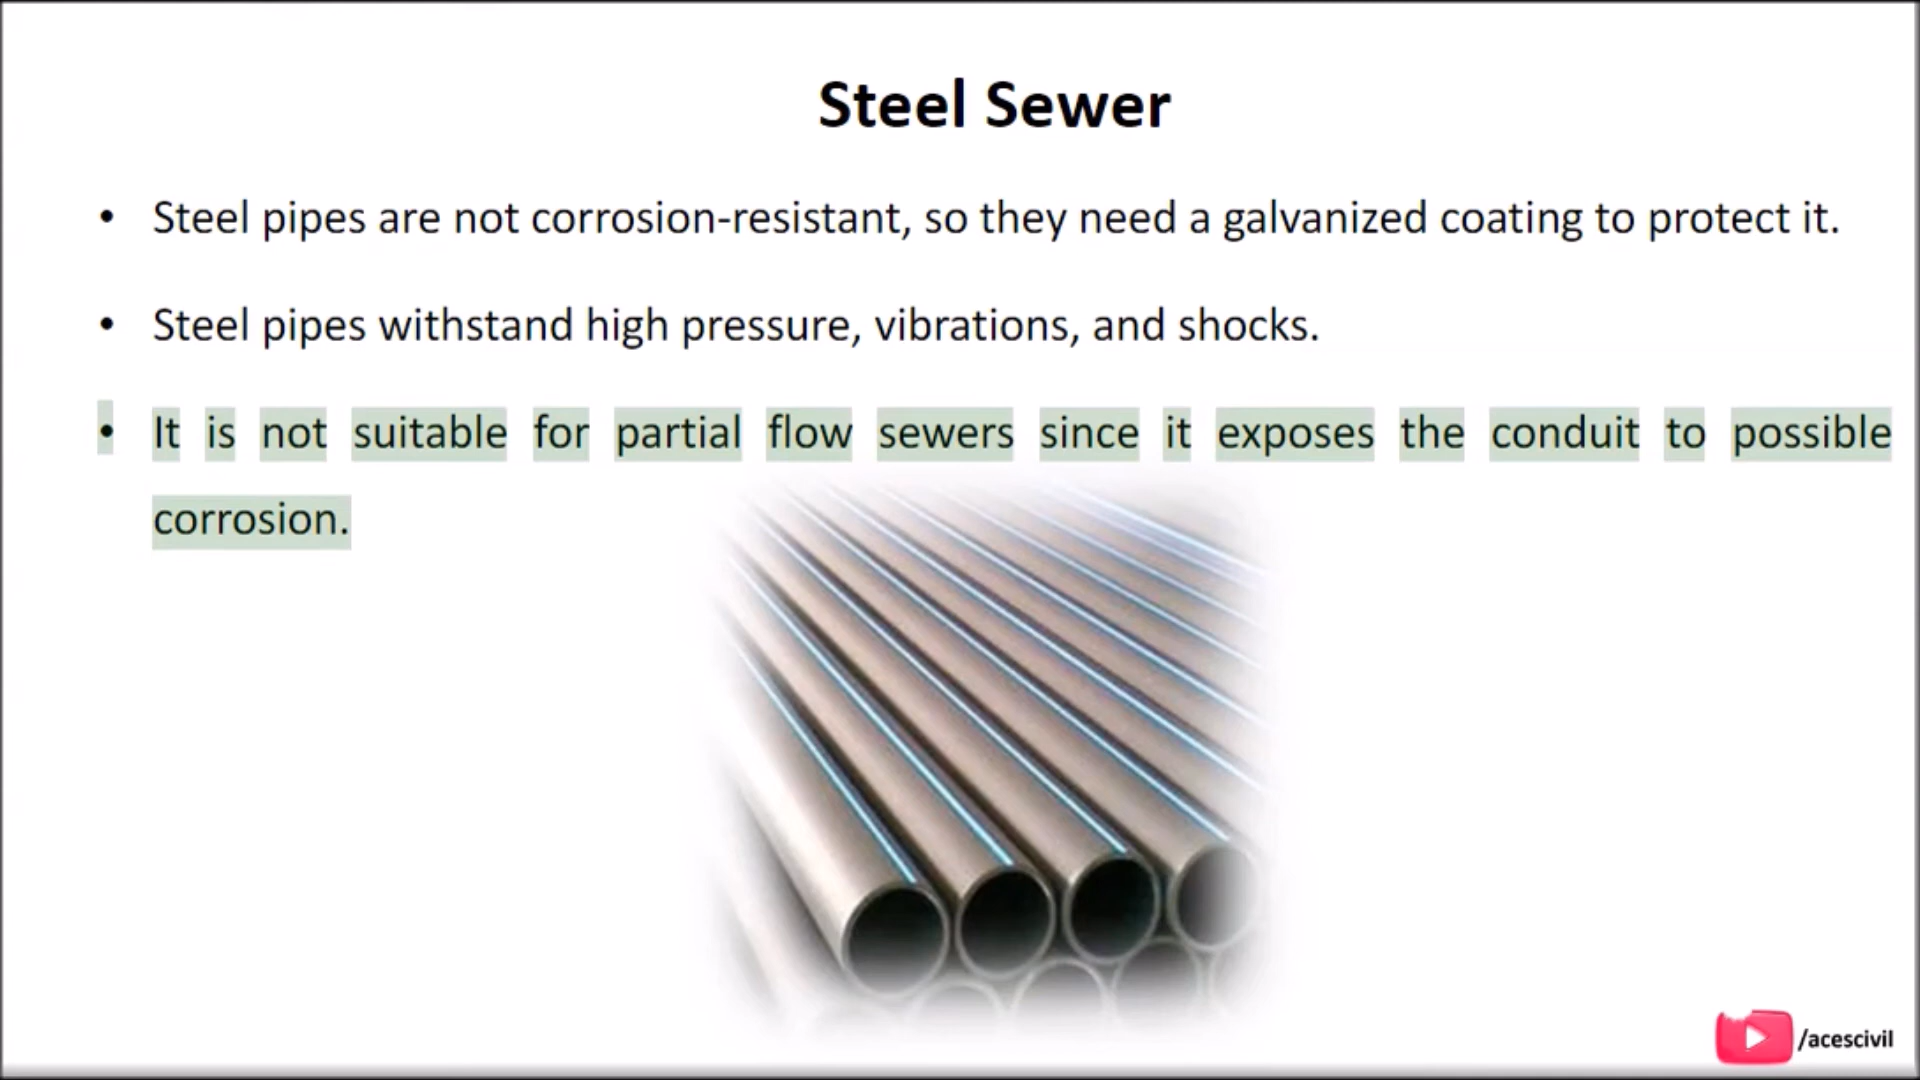 Steel Sewer
• Steel pipes are not corrosion-resistant, so they need a galvanized coating to protect it.
• Steel pipes withstand high pressure, vibrations, and shocks.
• It is not suitable for partial flow sewers since it exposes the conduit to possible
corrosion.
/acescivil